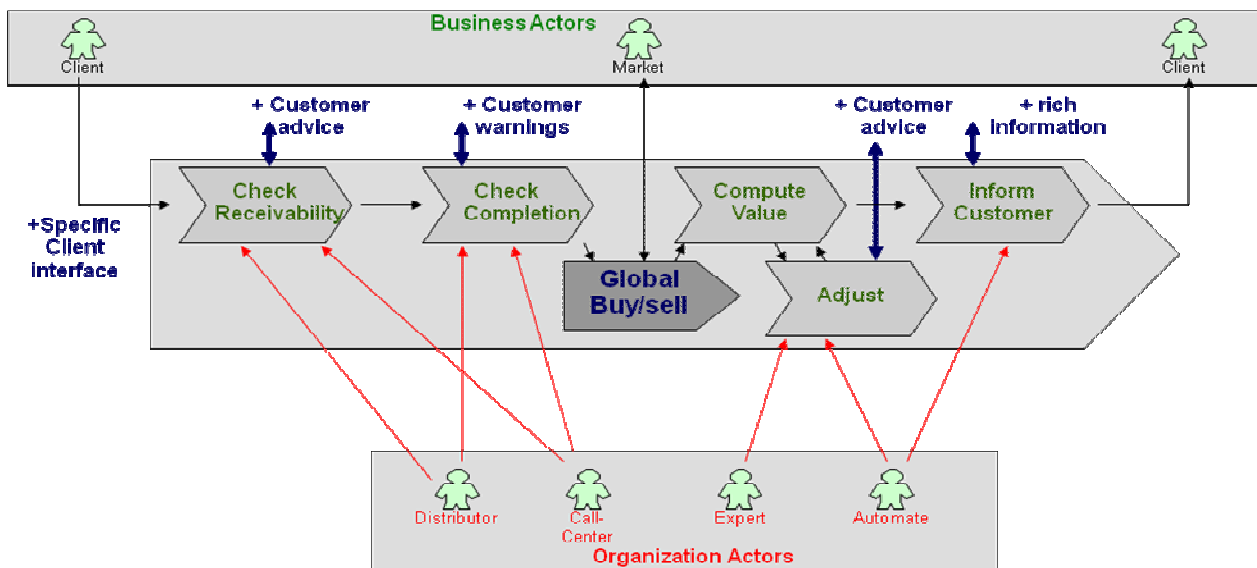 Business Actors
Client
Market
Client
+ Customer
advice
+ Customer
warnings
+ Customer
advice
+ rich
information
Check
Receivability
Check
Completion
Compute
Value
Inform
Customer
+Specific
Client
interface
Global
Buy/sell
Adjust
Distributor
Call-
Center
Expert
Automate
Organization Actors